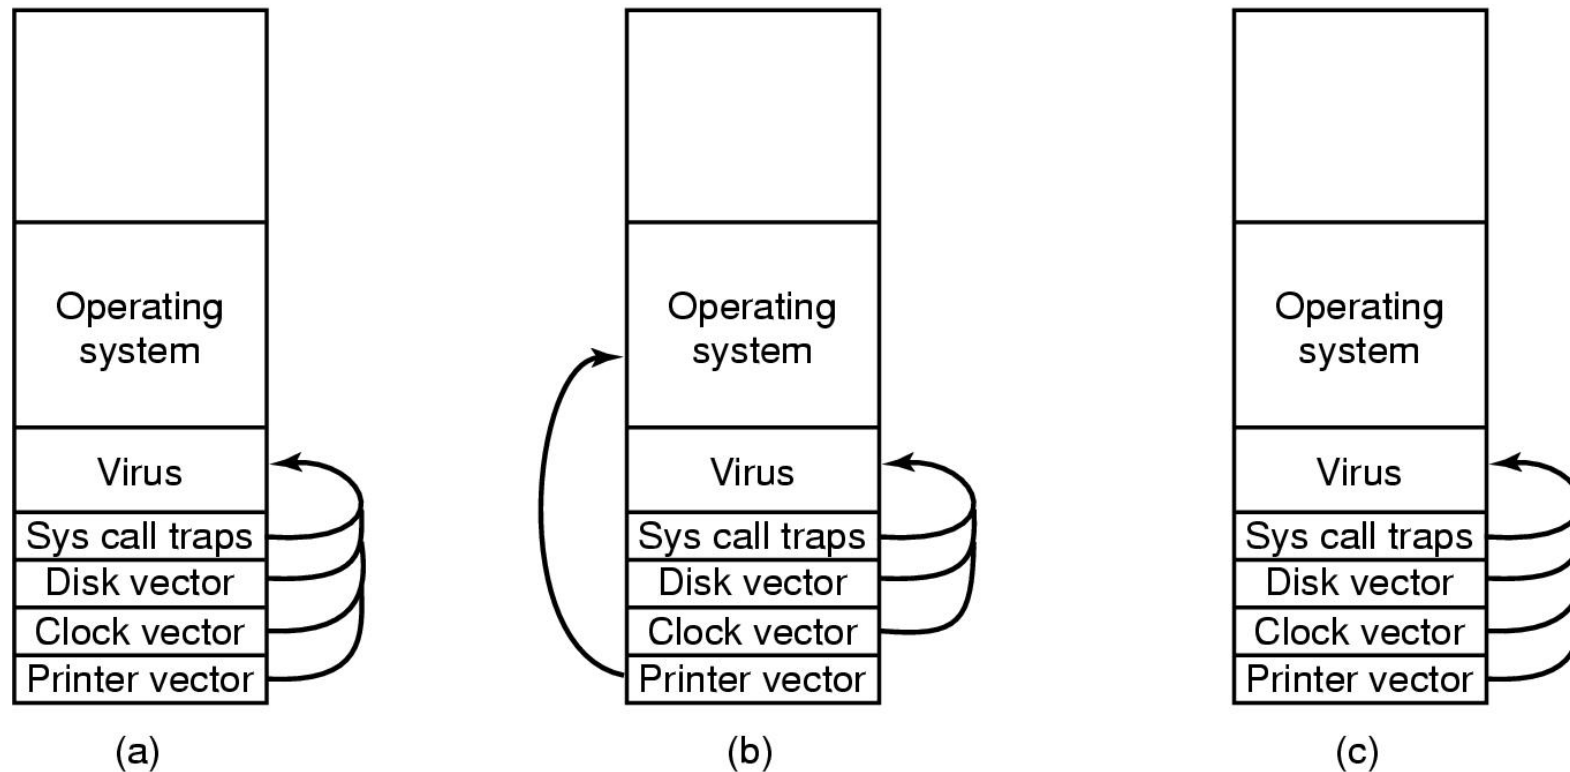 Operating
system
Virus
Sys call traps
Disk vector
Clock vector
Printer vector
(a)
Operating
system
Virus
Sys call traps
Disk vector
Clock vector
Printer vector
(b)
Operating
system
Virus
Sys call traps
Disk vector
Clock vector
Printer vector
(c)